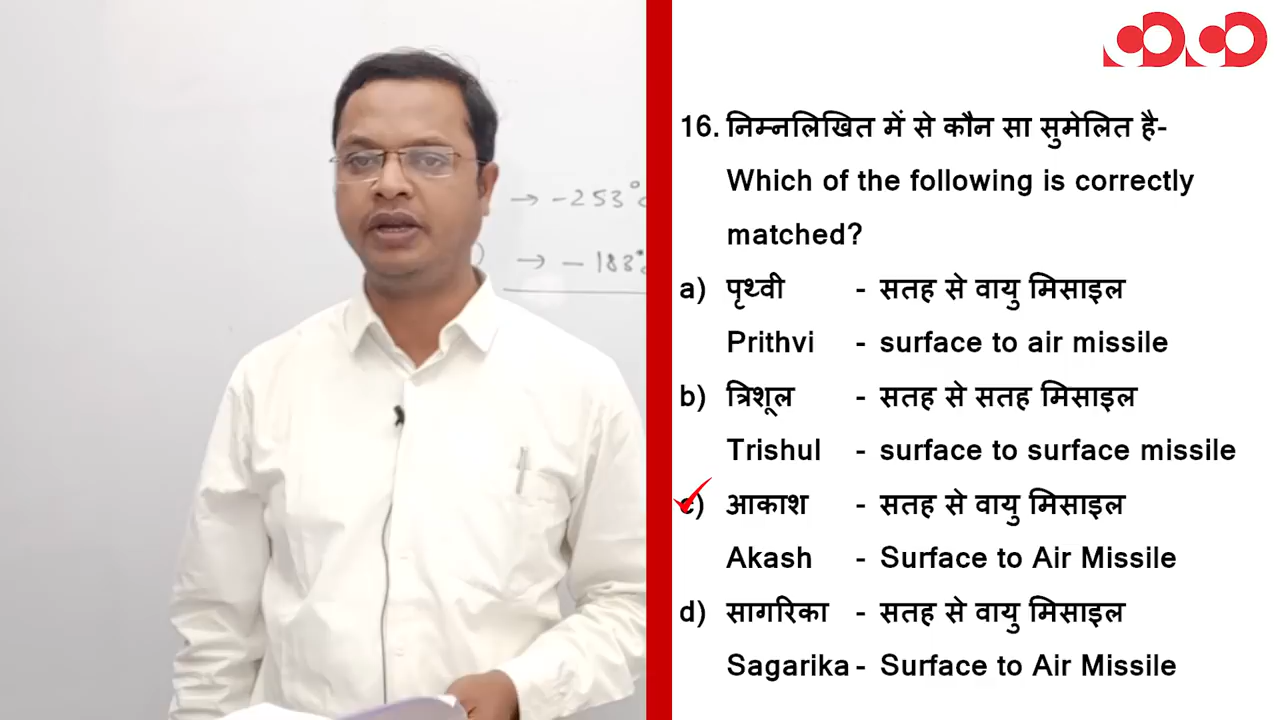 → -253°C
→ - 183°C
16. निम्नलिखित में से कौन सा सुमेलित है-
Which of the following is correctly
matched?
a) पृथ्वी - सतह से वायु मिसाइल
Prithvi - surface to air missile
b) त्रिशूल - सतह से सतह मिसाइल
Trishul - surface to surface missile
c) आकाश - सतह से वायु मिसाइल
Akash - Surface to Air Missile
d) सागरिका - सतह से वायु मिसाइल
Sagarika - Surface to Air Missile